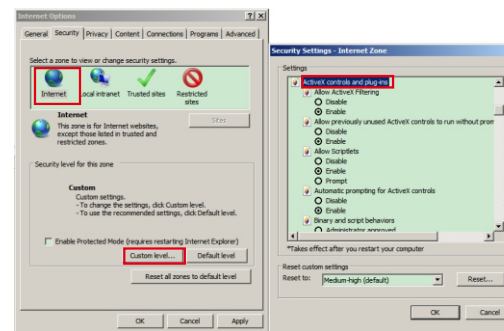 Internet Options
General Security Privacy Content Connections Programs Advanced
Select a zone to view or change security settings.
Internet Local intranet Trusted sites Restricted sites
Internet
This zone is for Internet websites,
except those listed in trusted and
restricted zones.
Sites
Security level for this zone
Custom
Custom settings.
- To change the settings, click Custom level.
- To use the recommended settings, click Default level.
Enable Protected Mode (requires restarting Internet Explorer)
Custom level... Default level
Reset all zones to default level
OK Cancel Apply
Security Settings - Internet Zone
Settings
ActiveX controls and plug-ins
Allow ActiveX Filtering
Disable
Enable
Allow previously unused ActiveX controls to run without prom
Disable
Enable
Allow Scriptlets
Disable
Enable
Prompt
Automatic prompting for ActiveX controls
Disable
Enable
Binary and script behaviors
Administrator approved
*Takes effect after you restart your computer
Reset custom settings
Reset to: Medium-high (default) Reset...
OK Cancel